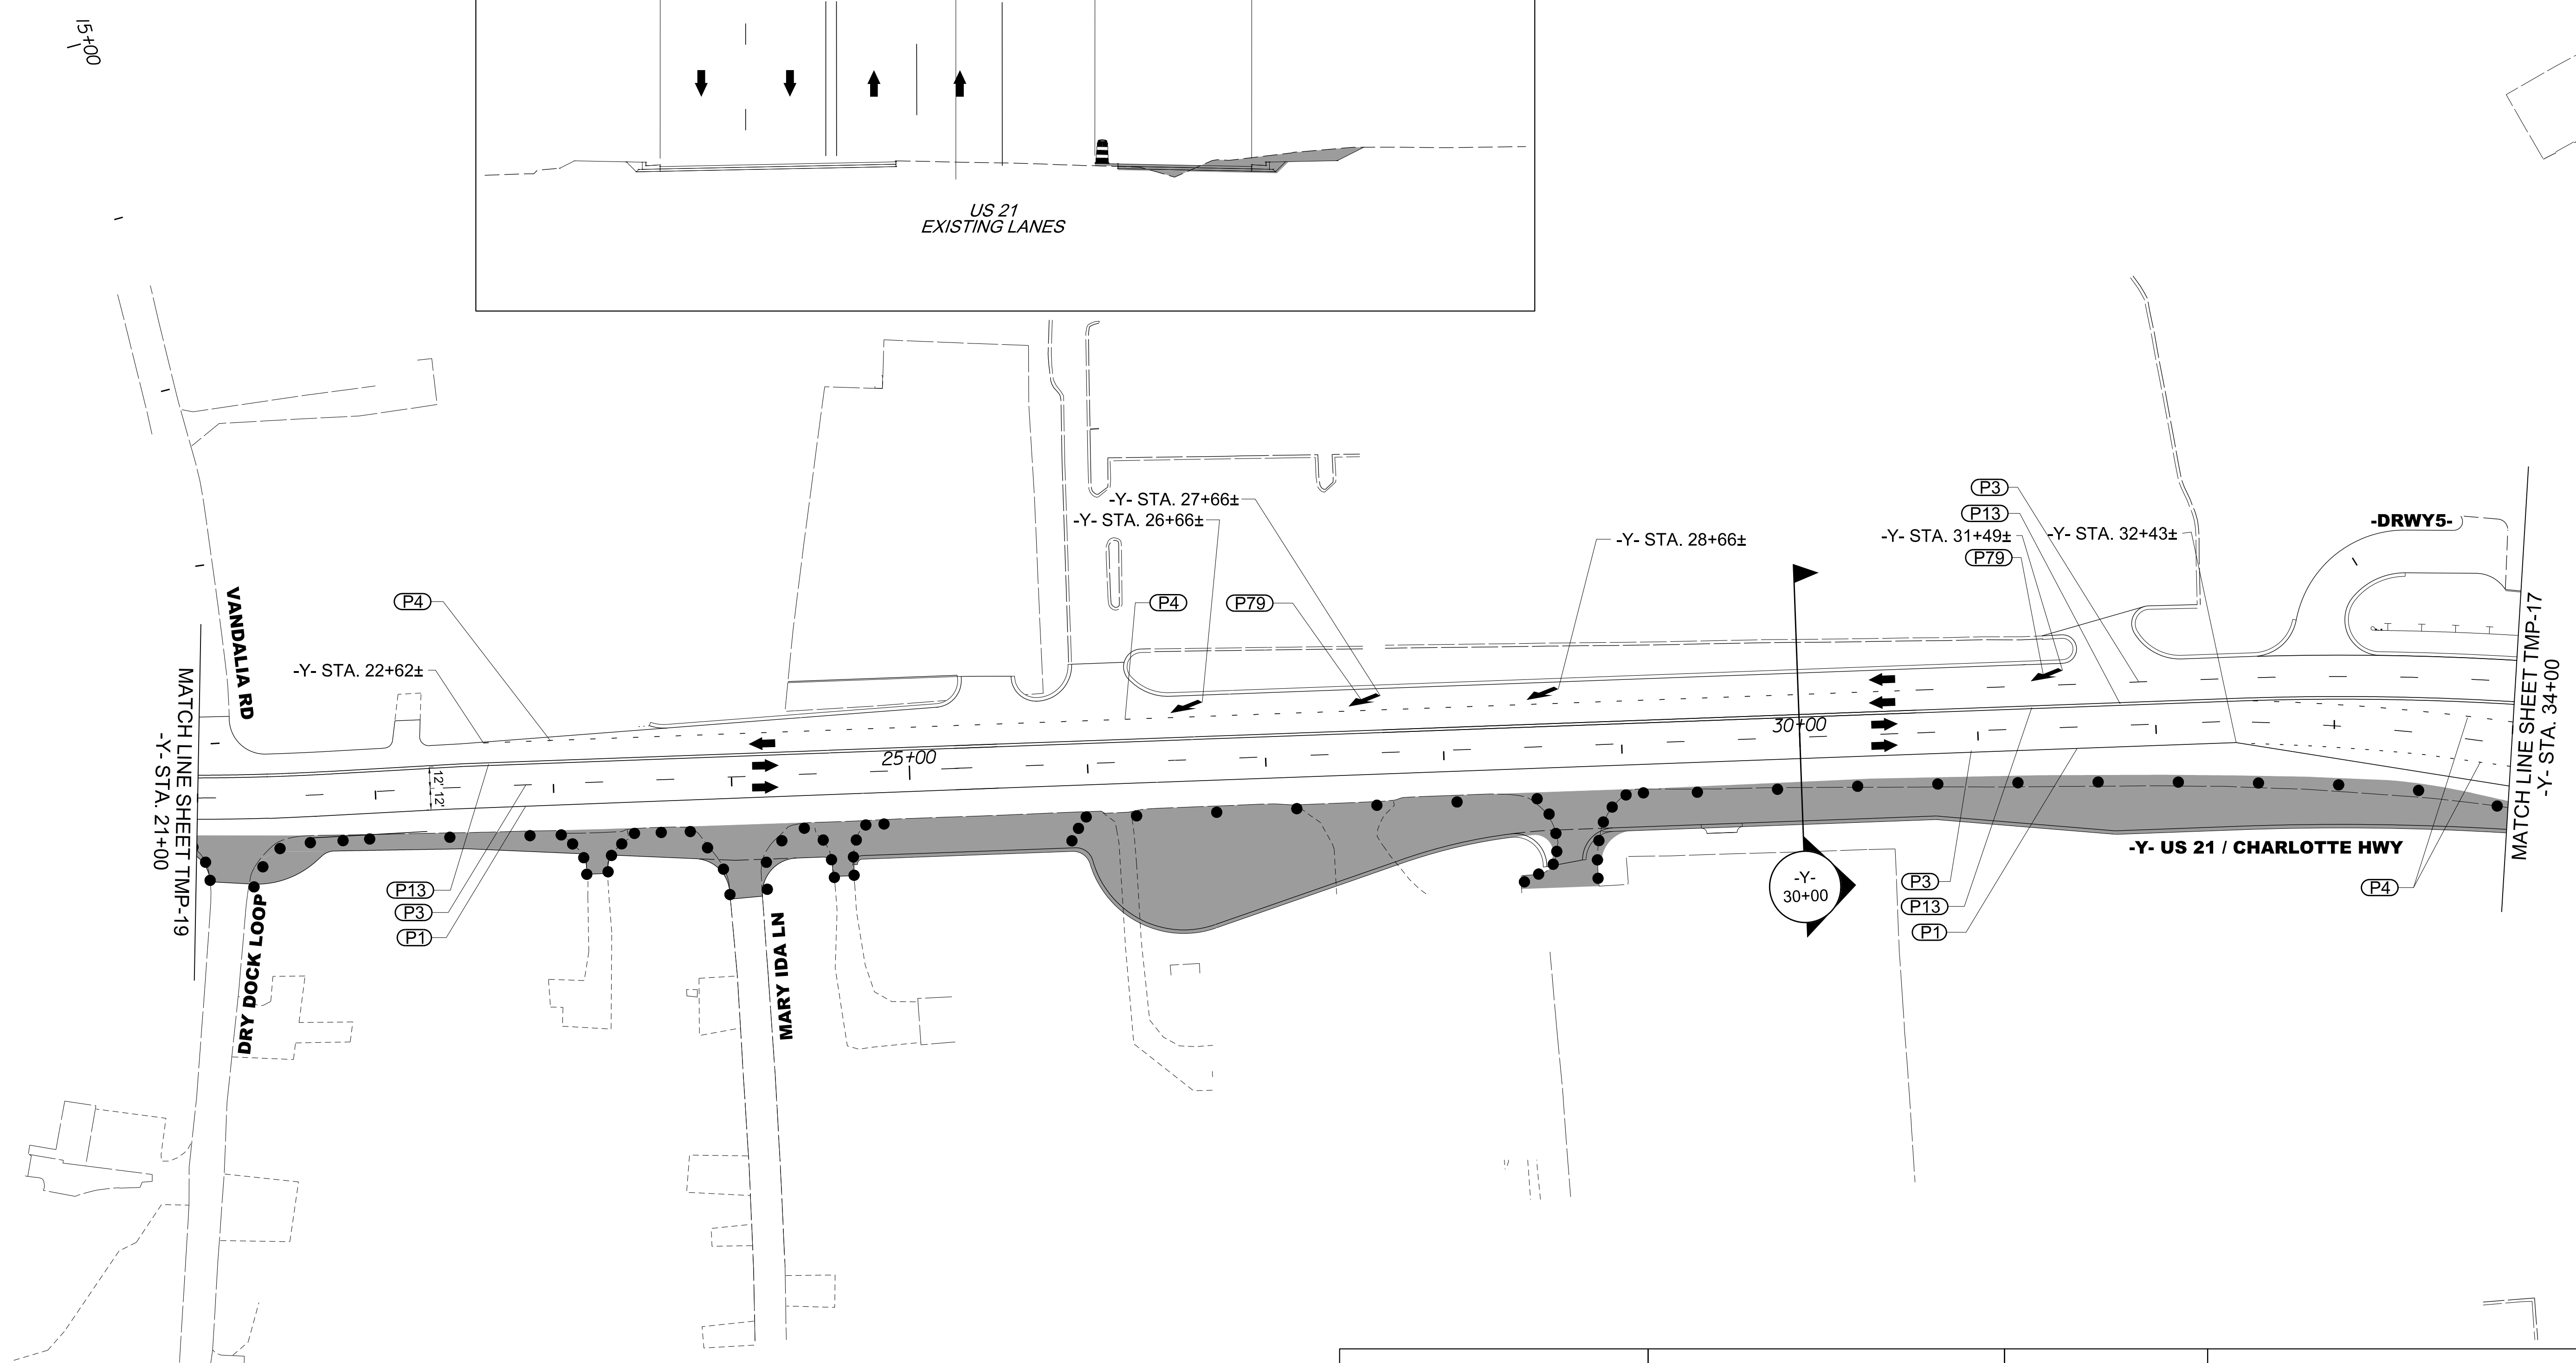 15+00
US 21
EXISTING LANES
-Y- STA. 27+66±
-Y- STA. 26+66±
-Y- STA. 28+66±
P3
P13
-Y- STA. 31+49±
-Y- STA. 32+43±
P79
-DRWY5-
VANDALIA RD
P4
P4
P79
-Y- STA. 22+62±
MATCH LINE SHEET TMP-19
-Y- STA. 21+00
MATCH LINE SHEET TMP-17
-Y- STA. 34+00
12' 12'
25+00
30+00
-Y- US 21 / CHARLOTTE HWY
P13
P3
P1
-Y-
30+00
P3
P13
P1
P4
DRY DOCK LOOP
MARY IDA LN